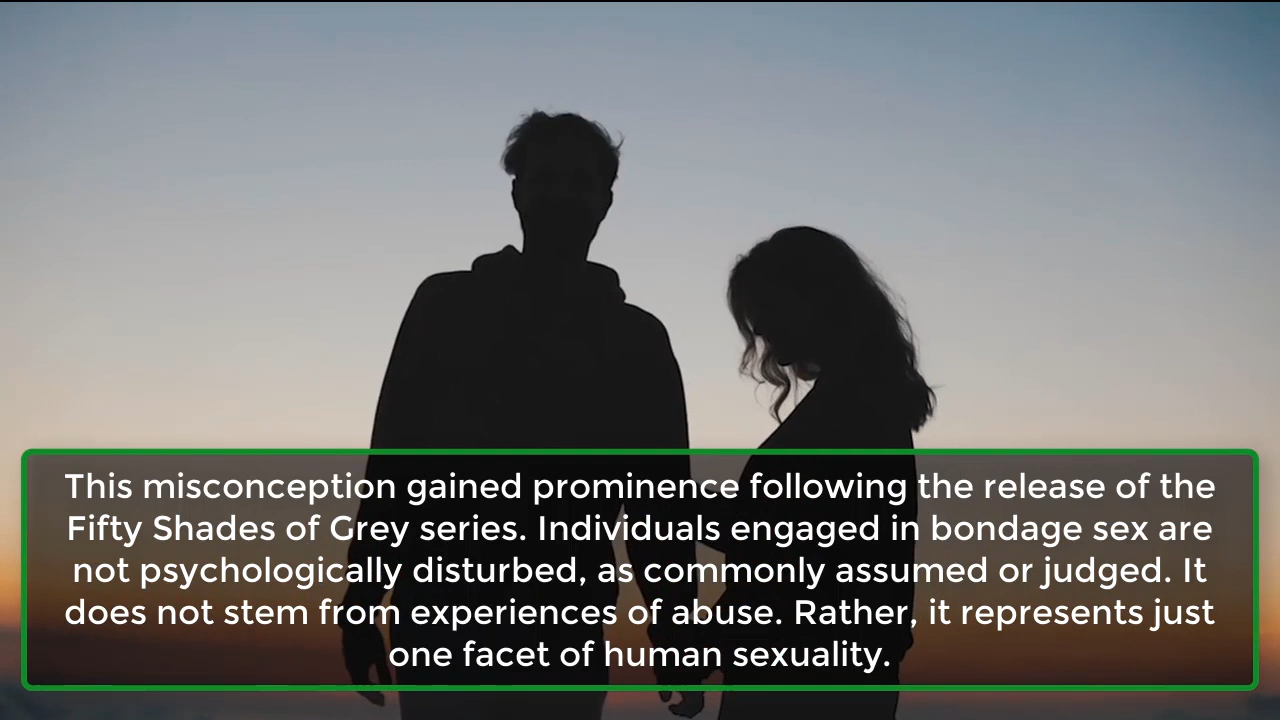 This misconception gained prominence following the release of the
Fifty Shades of Grey series. Individuals engaged in bondage sex are
not psychologically disturbed, as commonly assumed or judged. It
does not stem from experiences of abuse. Rather, it represents just
one facet of human sexuality.